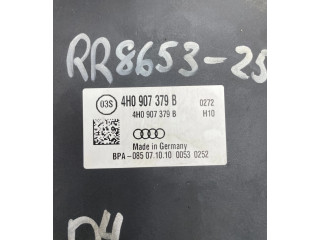 RR8653-25
03S 4H0 907 379 B 0272
4H0 907 379 B H10
Made in Germany
BPA-085 07.10.10 0053 0252
D4